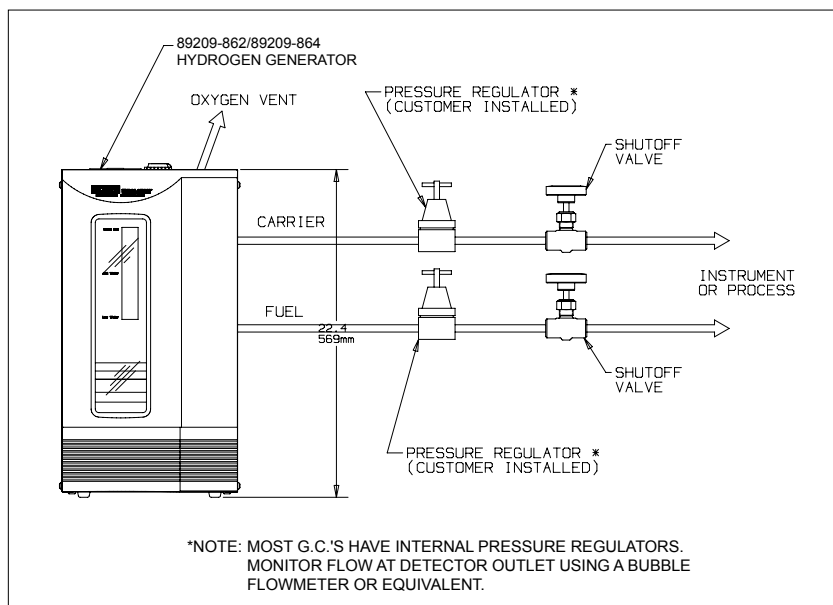 89209-862/89209-864
HYDROGEN GENERATOR
OXYGEN VENT
PRESSURE REGULATOR *
(CUSTOMER INSTALLED)
SHUTOFF
VALVE
CARRIER
INSTRUMENT
OR PROCESS
FUEL
22.4
569mm
SHUTOFF
VALVE
PRESSURE REGULATOR *
(CUSTOMER INSTALLED)
*NOTE: MOST G.C.'S HAVE INTERNAL PRESSURE REGULATORS.
MONITOR FLOW AT DETECTOR OUTLET USING A BUBBLE
FLOWMETER OR EQUIVALENT.